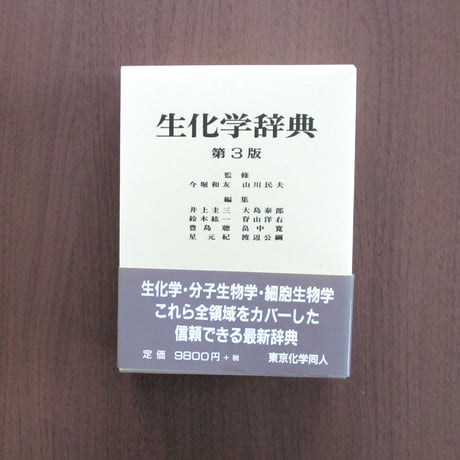 生化学辞典
第3版
監修
今堀和友 山川民夫
編集
井上圭三 大島泰郎
鈴木紘一 脊山洋右
豊島聰 畠中寛
星元紀 渡辺公綱
生化学・分子生物学・細胞生物学
これら全領域をカバーした
信頼できる最新辞典
定価 9800円+税 東京化学同人